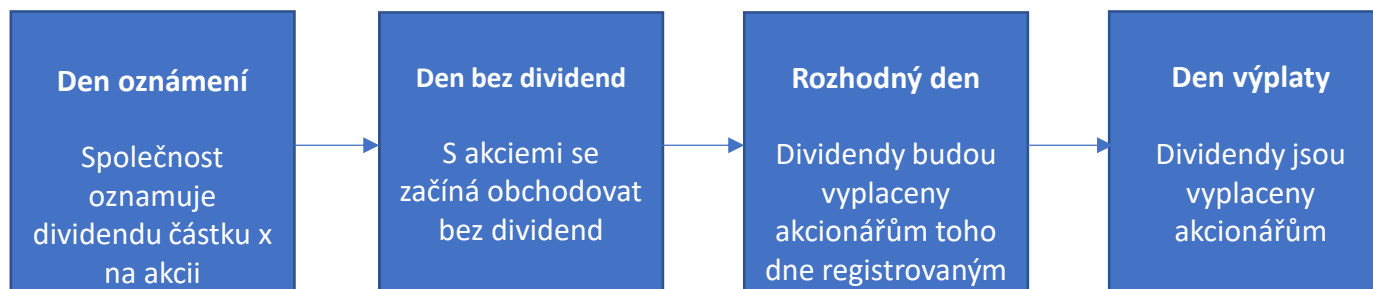 Den oznámení
Společnost
oznamuje
dividendu částku x
na akcii
Den bez dividend
S akciemi se
začíná obchodovat
bez dividend
Rozhodný den
Dividendy budou
vyplaceny
akcionářům toho
dne registrovaným
Den výplaty
Dividendy jsou
vyplaceny
akcionářům